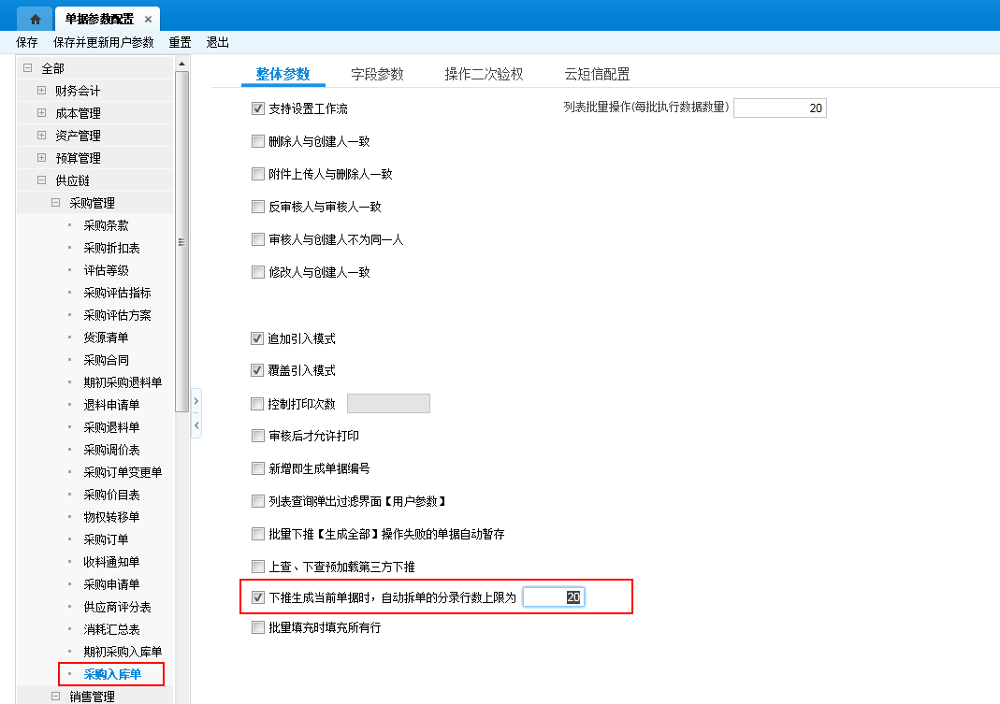 单据参数配置 ×
保存 保存并更新用户参数 重置 退出
全部
财务会计
成本管理
资产管理
预算管理
供应链
采购管理
采购条款
采购折扣表
评估等级
采购评估指标
采购评估方案
货源清单
采购合同
期初采购退料单
退料申请单
采购退料单
采购调价表
采购订单变更单
采购价目表
物权转移单
采购订单
收料通知单
采购申请单
供应商评分表
消耗汇总表
期初采购入库单
采购入库单
销售管理
整体参数 字段参数 操作二次验权 云短信配置
支持设置工作流 列表批量操作(每批执行数据数量) 20
删除人与创建人一致
附件上传人与删除人一致
反审核人与审核人一致
审核人与创建人不为同一人
修改人与创建人一致
追加引入模式
覆盖引入模式
控制打印次数
审核后才允许打印
新增即生成单据编号
列表查询弹出过滤界面【用户参数】
批量下推【生成全部】操作失败的单据自动暂存
上查、下查预加载第三方下推
下推生成当前单据时，自动拆单的分录行数上限为 20
批量填充时填充所有行